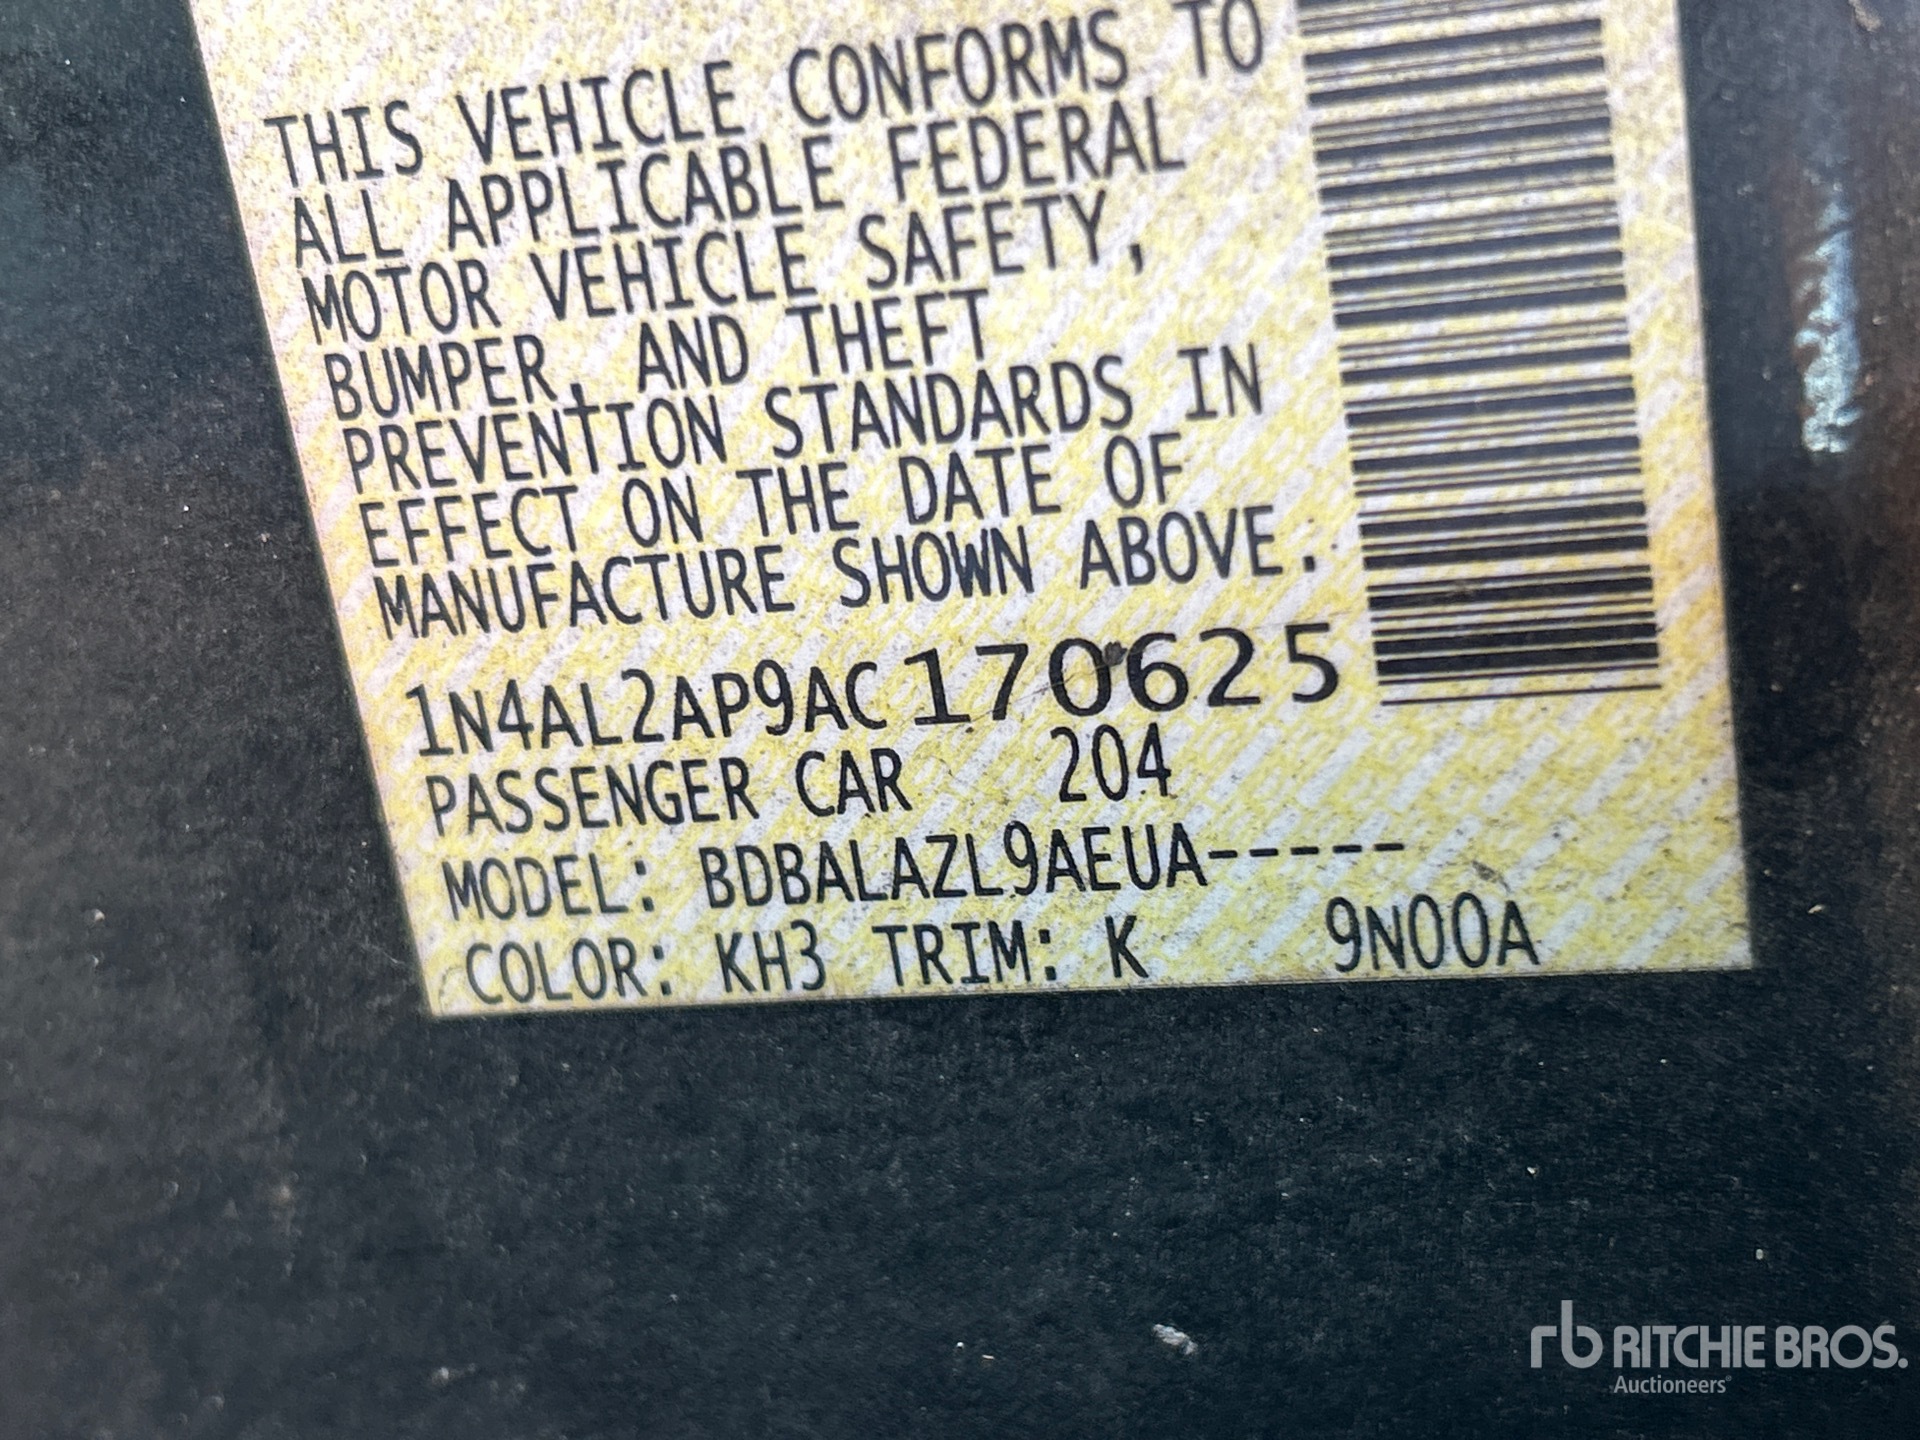 THIS VEHICLE CONFORMS TO
ALL APPLICABLE FEDERAL
MOTOR VEHICLE SAFETY,
BUMPER, AND THEFT
PREVENTION STANDARDS IN
EFFECT ON THE DATE OF
MANUFACTURE SHOWN ABOVE.
1N4AL2AP9AC170625
PASSENGER CAR 204
MODEL: BDBALAZL9AEUA-----
COLOR: KH3 TRIM: K 9N00A
rb RITCHIE BROS.
Auctioneers®